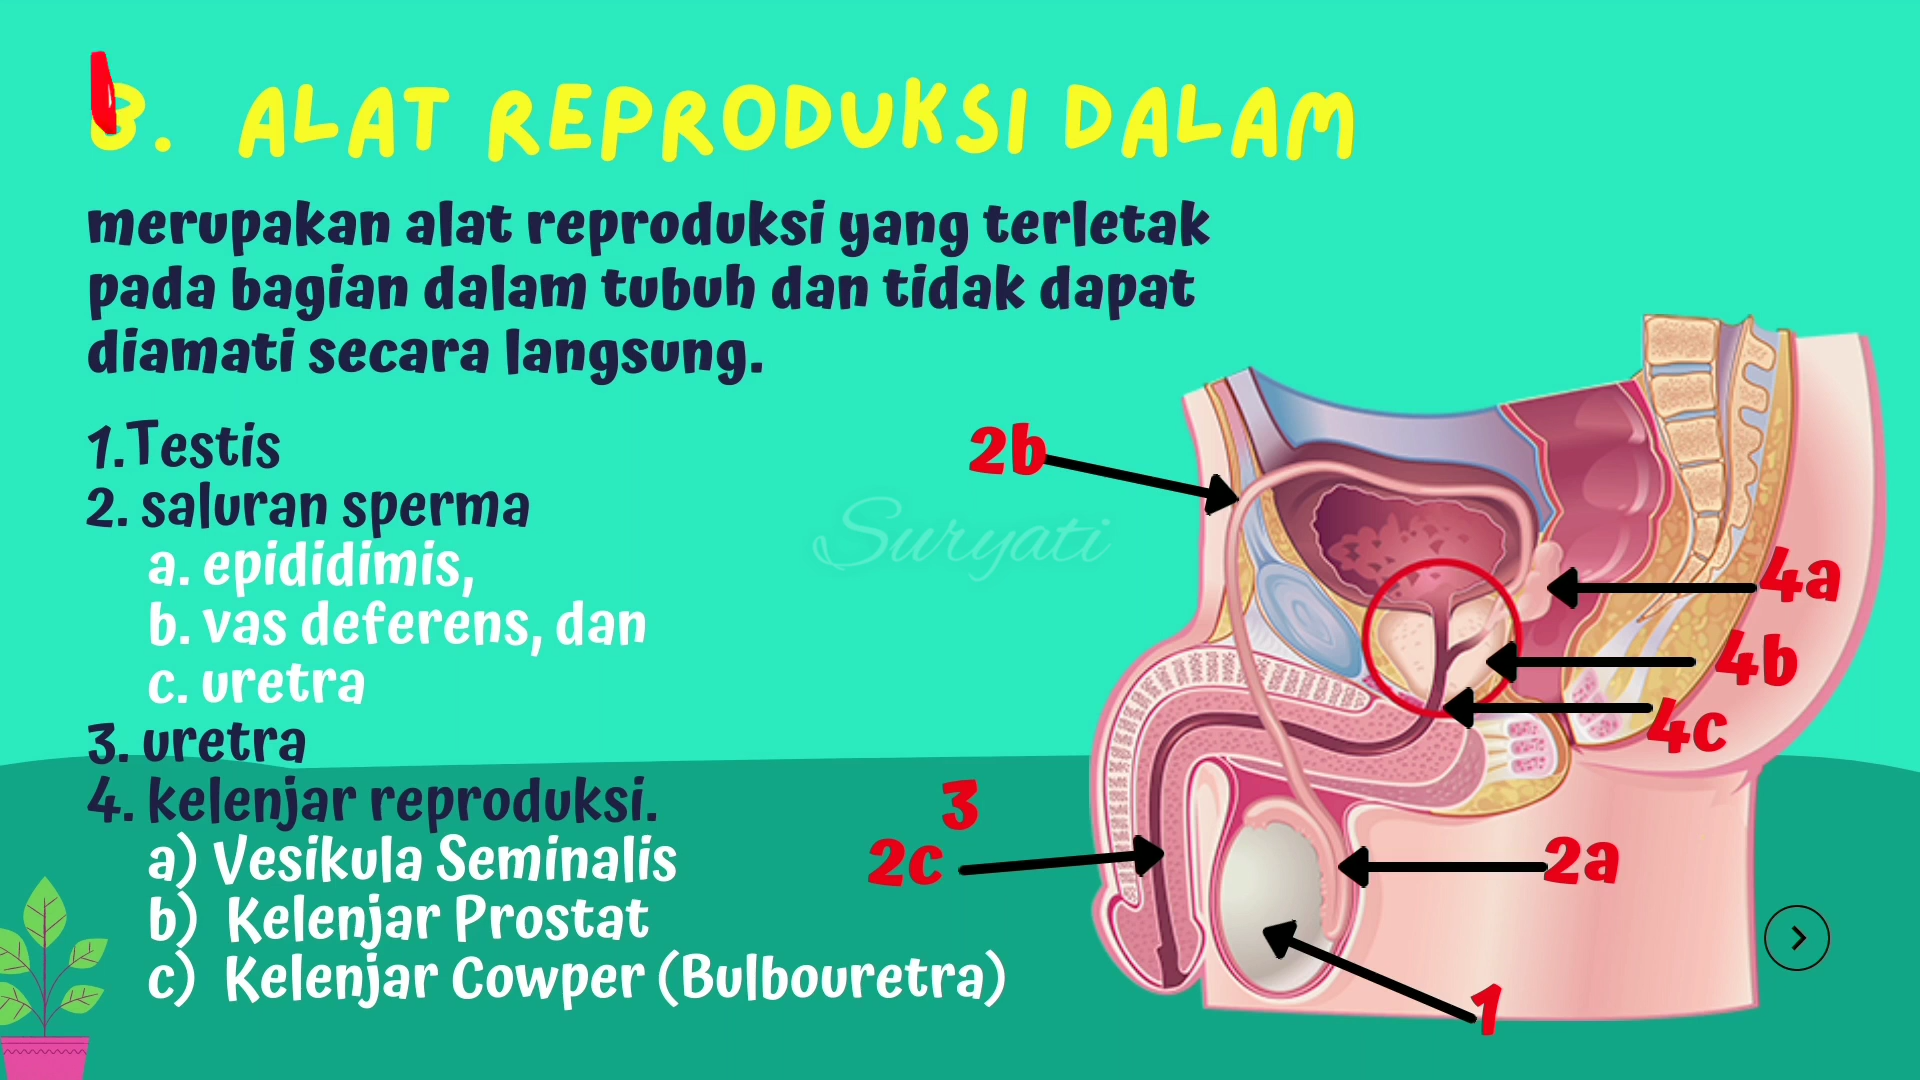 B. ALAT REPRODUKSI DALAM
merupakan alat reproduksi yang terletak
pada bagian dalam tubuh dan tidak dapat
diamati secara langsung.
1.Testis
2. saluran sperma
a. epididimis,
b. vas deferens, dan
c. uretra
3. uretra
4. kelenjar reproduksi.
a) Vesikula Seminalis
b) Kelenjar Prostat
c) Kelenjar Cowper (Bulbouretra)
Suryati
2b
4a
4b
4c
3
2c
2a
1